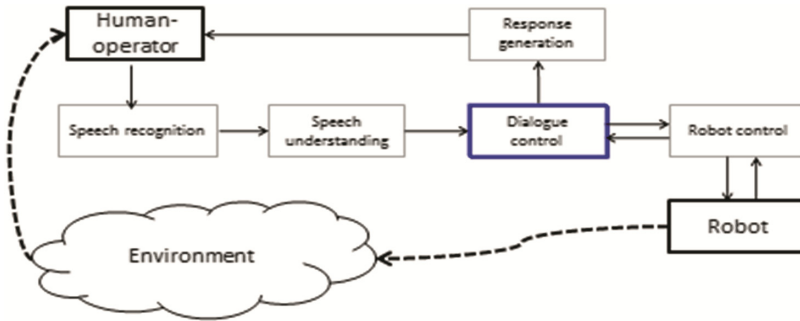 Human-
operator
Response
generation
Speech recognition
Speech
understanding
Dialogue
control
Robot control
Robot
Environment